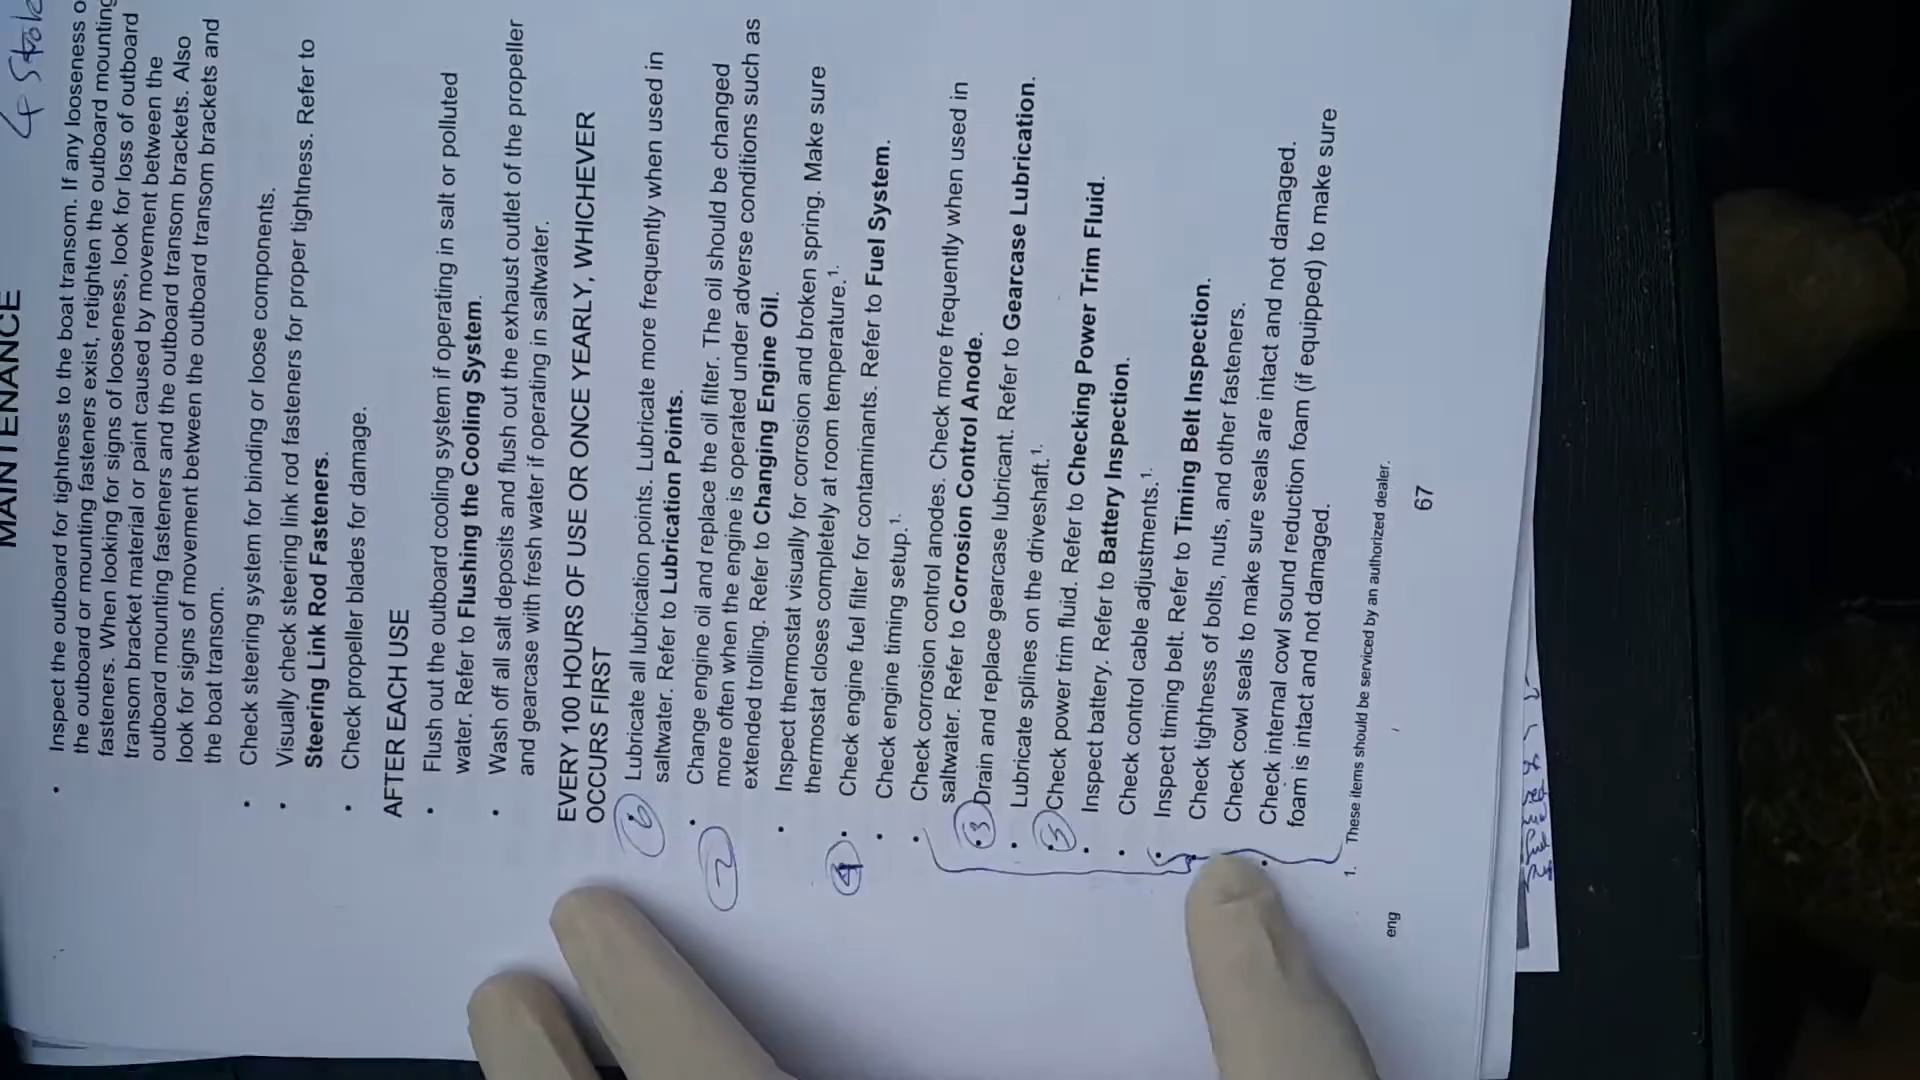 MAINTENANCE
4 Strok
• Inspect the outboard for tightness to the boat transom. If any looseness o
the outboard or mounting fasteners exist, retighten the outboard mounting
fasteners. When looking for signs of looseness, look for loss of outboard
transom bracket material or paint caused by movement between the
outboard mounting fasteners and the outboard transom brackets. Also
look for signs of movement between the outboard transom brackets and
the boat transom.
• Check steering system for binding or loose components.
• Visually check steering link rod fasteners for proper tightness. Refer to
Steering Link Rod Fasteners.
• Check propeller blades for damage.
AFTER EACH USE
• Flush out the outboard cooling system if operating in salt or polluted
water. Refer to Flushing the Cooling System.
• Wash off all salt deposits and flush out the exhaust outlet of the propeller
and gearcase with fresh water if operating in saltwater.
EVERY 100 HOURS OF USE OR ONCE YEARLY, WHICHEVER
OCCURS FIRST
6 • Lubricate all lubrication points. Lubricate more frequently when used in
saltwater. Refer to Lubrication Points.
2 • Change engine oil and replace the oil filter. The oil should be changed
more often when the engine is operated under adverse conditions such as
extended trolling. Refer to Changing Engine Oil.
• Inspect thermostat visually for corrosion and broken spring. Make sure
thermostat closes completely at room temperature.1.
4 • Check engine fuel filter for contaminants. Refer to Fuel System.
• Check engine timing setup.1.
• Check corrosion control anodes. Check more frequently when used in
saltwater. Refer to Corrosion Control Anode.
3 • Drain and replace gearcase lubricant. Refer to Gearcase Lubrication.
• Lubricate splines on the driveshaft.1.
5 • Check power trim fluid. Refer to Checking Power Trim Fluid.
• Inspect battery. Refer to Battery Inspection.
• Check control cable adjustments.1.
• Inspect timing belt. Refer to Timing Belt Inspection.
• Check tightness of bolts, nuts, and other fasteners.
Check cowl seals to make sure seals are intact and not damaged.
• Check internal cowl sound reduction foam (if equipped) to make sure
foam is intact and not damaged.
1. These items should be serviced by an authorized dealer.
eng
67